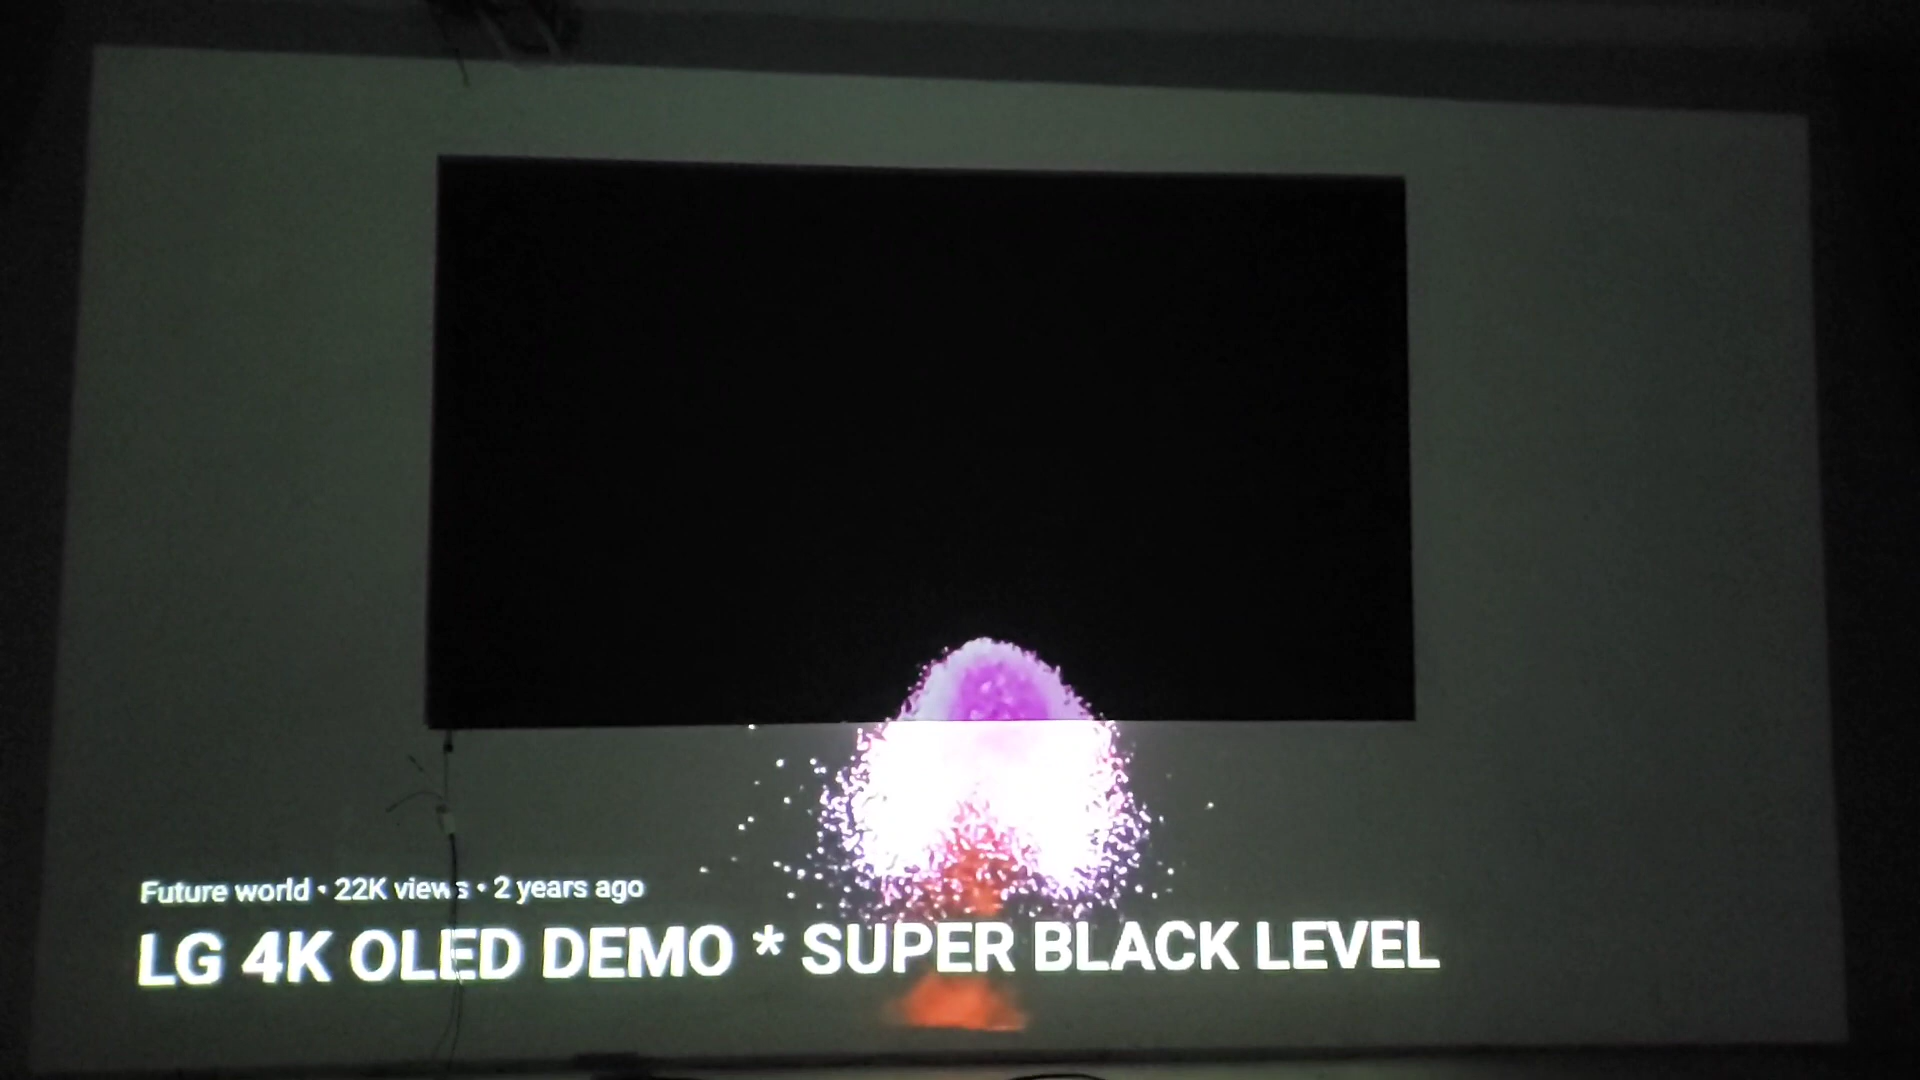 Future world • 22K views • 2 years ago
LG 4K OLED DEMO * SUPER BLACK LEVEL